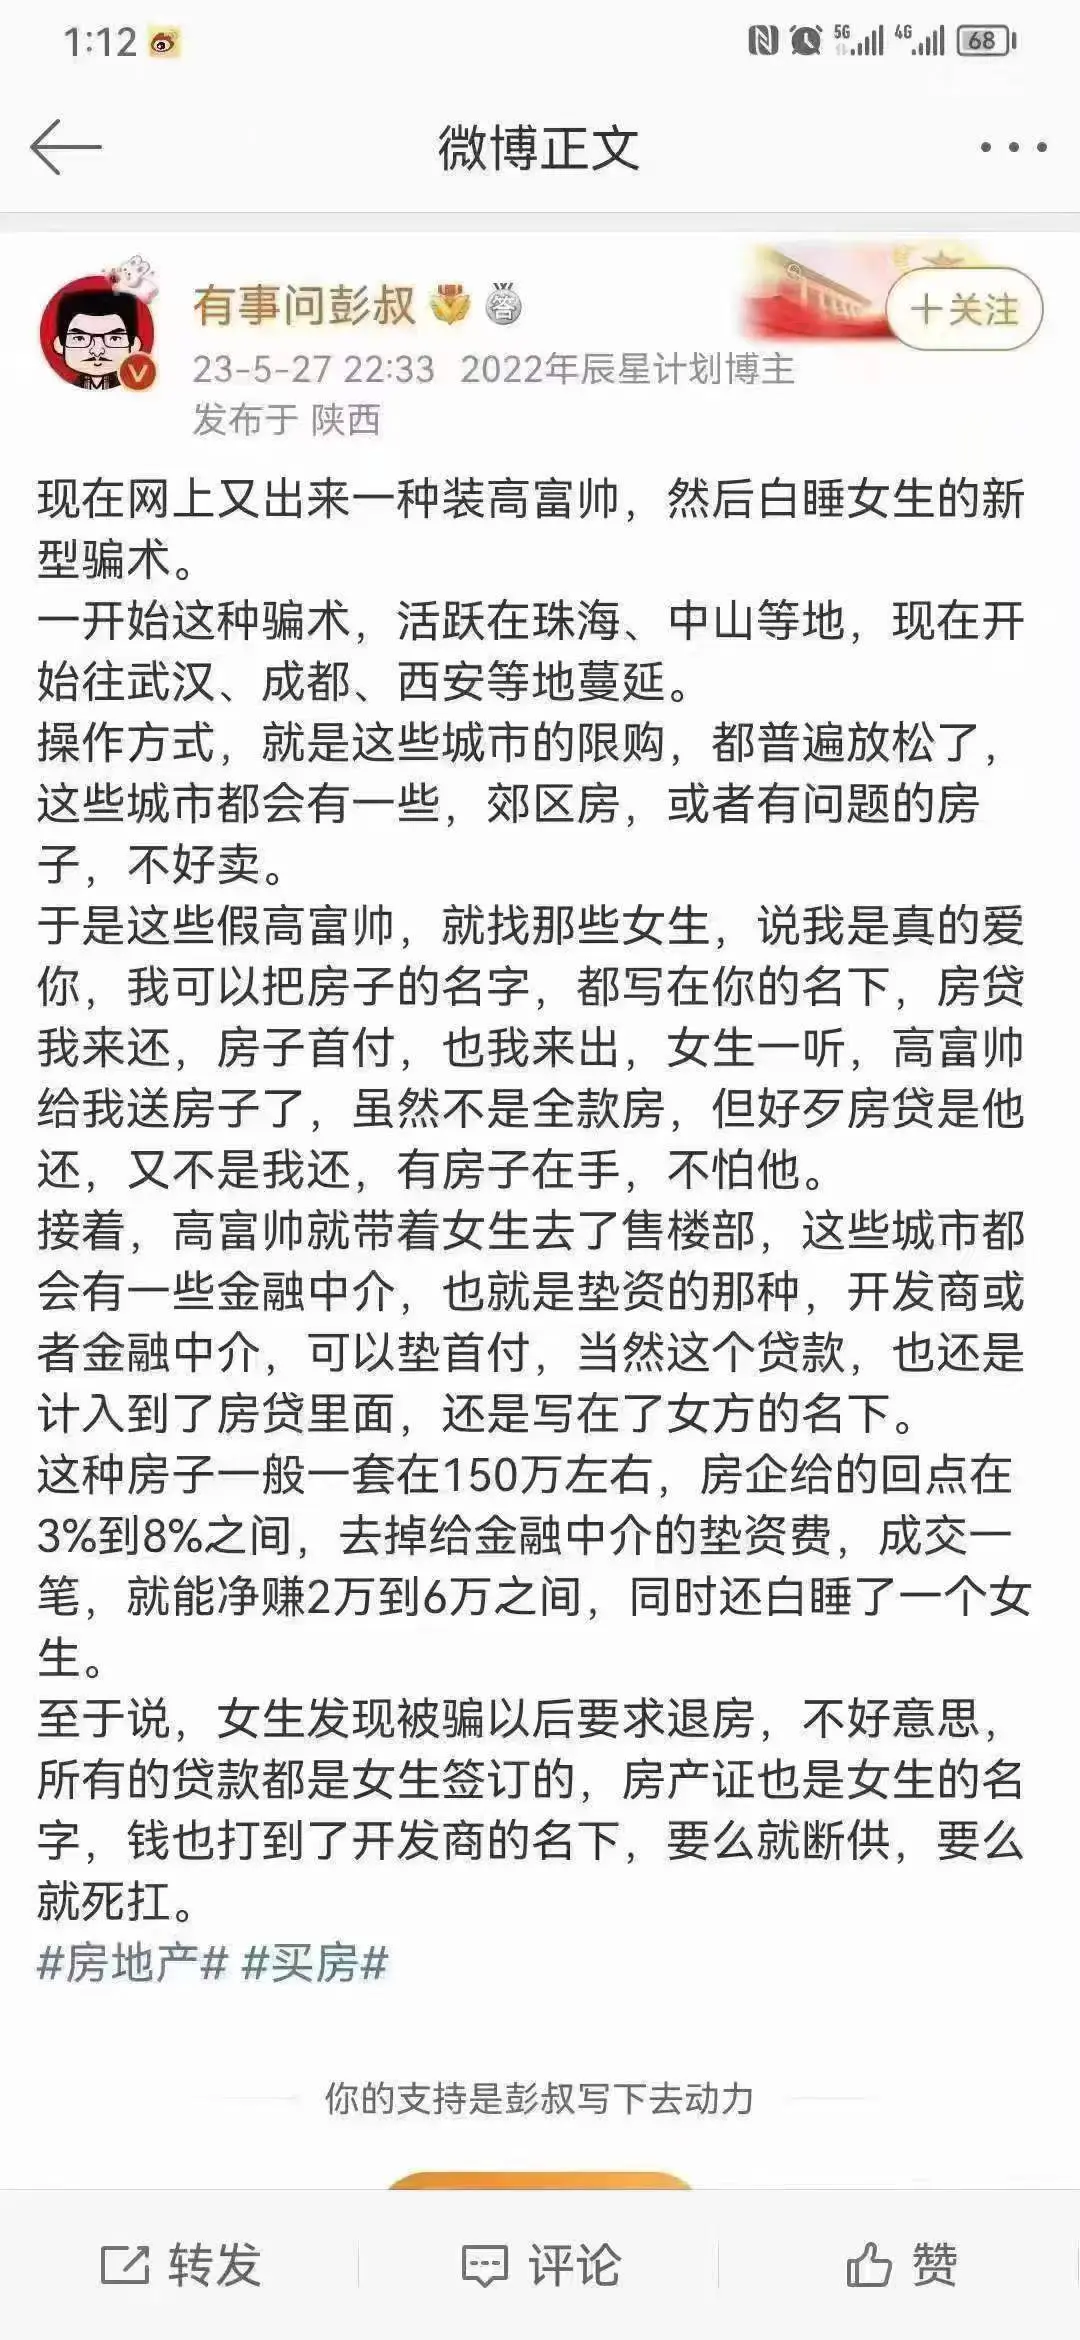 1:12
5G 4G 68
微博正文
有事问彭叔 答
+关注
23-5-27 22:33 2022年辰星计划博主
发布于 陕西
现在网上又出来一种装高富帅，然后白睡女生的新
型骗术。
一开始这种骗术，活跃在珠海、中山等地，现在开
始往武汉、成都、西安等地蔓延。
操作方式，就是这些城市的限购，都普遍放松了，
这些城市都会有一些，郊区房，或者有问题的房
子，不好卖。
于是这些假高富帅，就找那些女生，说我是真的爱
你，我可以把房子的名字，都写在你的名下，房贷
我来还，房子首付，也我来出，女生一听，高富帅
给我送房子了，虽然不是全款房，但好歹房贷是他
还，又不是我还，有房子在手，不怕他。
接着，高富帅就带着女生去了售楼部，这些城市都
会有一些金融中介，也就是垫资的那种，开发商或
者金融中介，可以垫首付，当然这个贷款，也还是
计入到了房贷里面，还是写在了女方的名下。
这种房子一般一套在150万左右，房企给的回点在
3%到8%之间，去掉给金融中介的垫资费，成交一
笔，就能净赚2万到6万之间，同时还白睡了一个女
生。
至于说，女生发现被骗以后要求退房，不好意思，
所有的贷款都是女生签订的，房产证也是女生的名
字，钱也打到了开发商的名下，要么就断供，要么
就死扛。
#房地产# #买房#
你的支持是彭叔写下去动力
转发 评论 赞